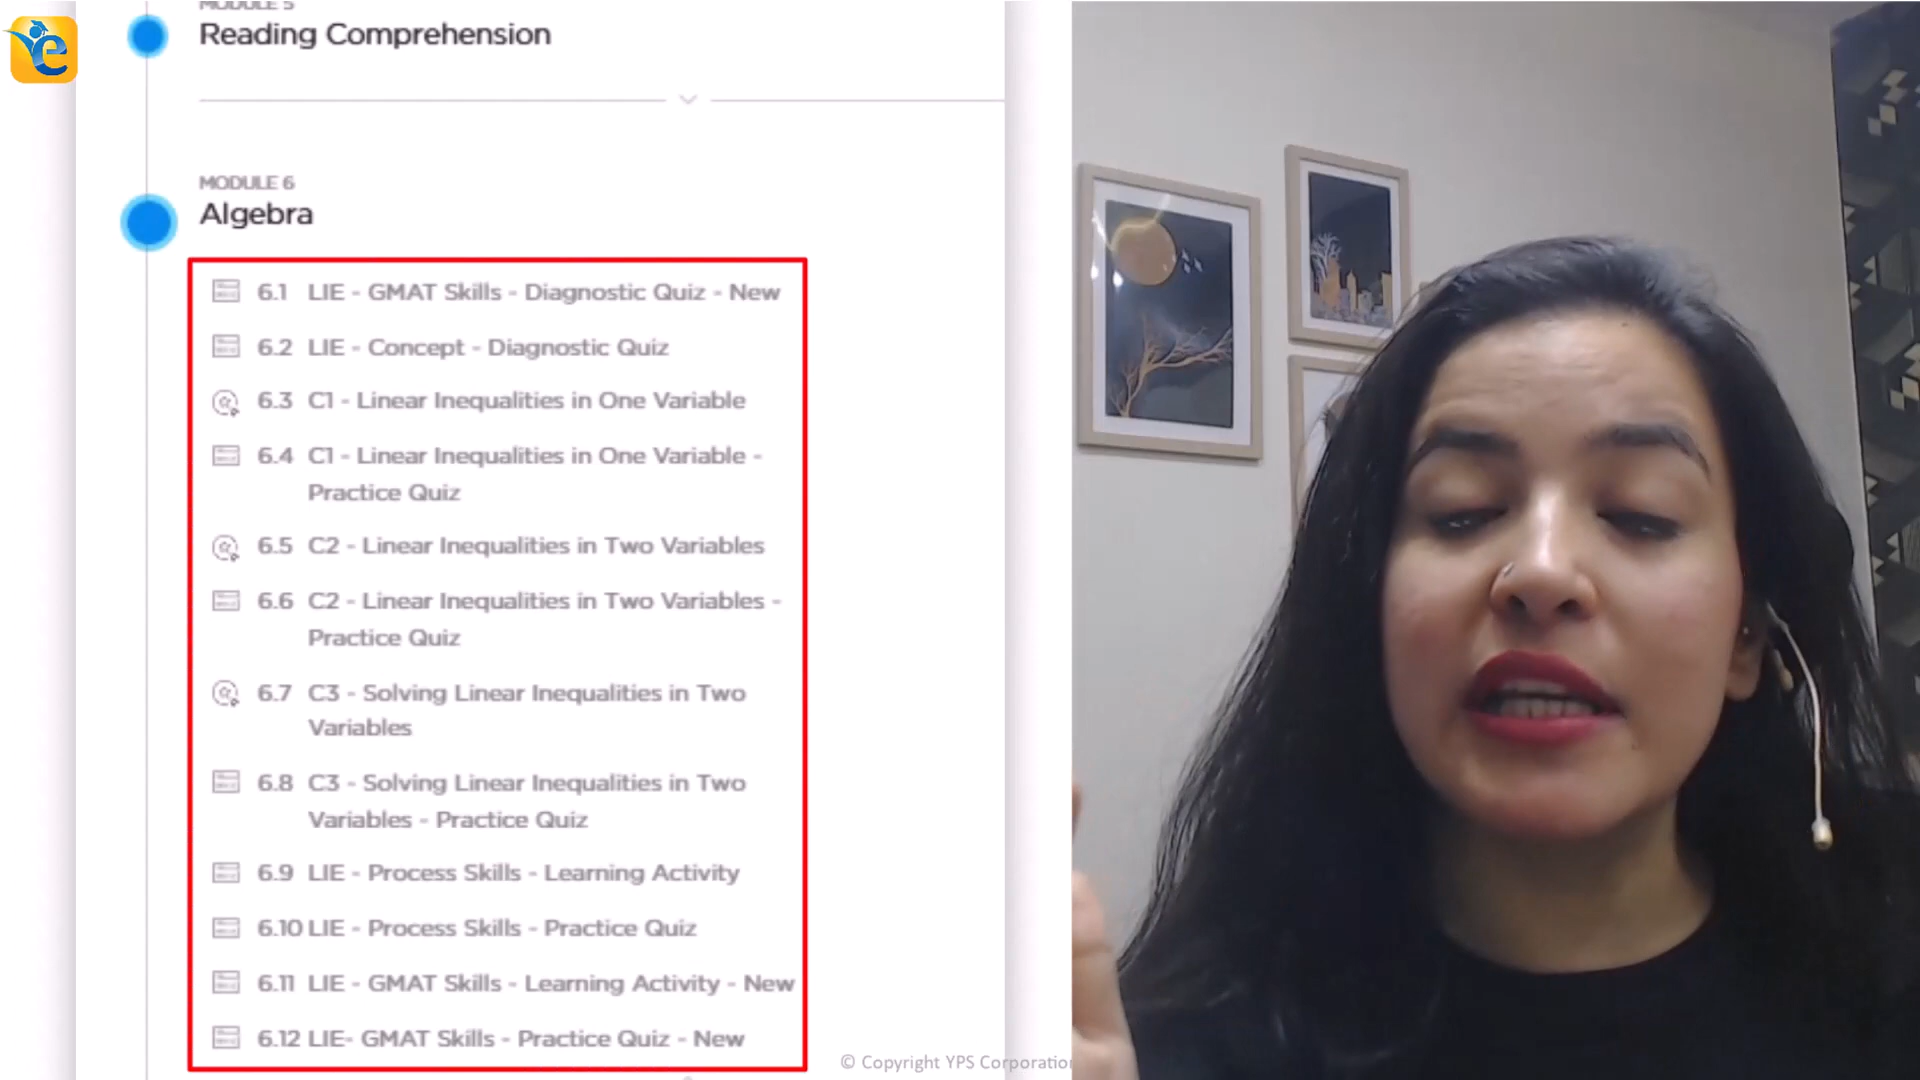 MODULE 5
Reading Comprehension
MODULE 6
Algebra
6.1 LIE - GMAT Skills - Diagnostic Quiz - New
6.2 LIE - Concept - Diagnostic Quiz
6.3 C1 - Linear Inequalities in One Variable
6.4 C1 - Linear Inequalities in One Variable -
Practice Quiz
6.5 C2 - Linear Inequalities in Two Variables
6.6 C2 - Linear Inequalities in Two Variables -
Practice Quiz
6.7 C3 - Solving Linear Inequalities in Two
Variables
6.8 C3 - Solving Linear Inequalities in Two
Variables - Practice Quiz
6.9 LIE - Process Skills - Learning Activity
6.10 LIE - Process Skills - Practice Quiz
6.11 LIE - GMAT Skills - Learning Activity - New
6.12 LIE- GMAT Skills - Practice Quiz - New
© Copyright YPS Corporation
e